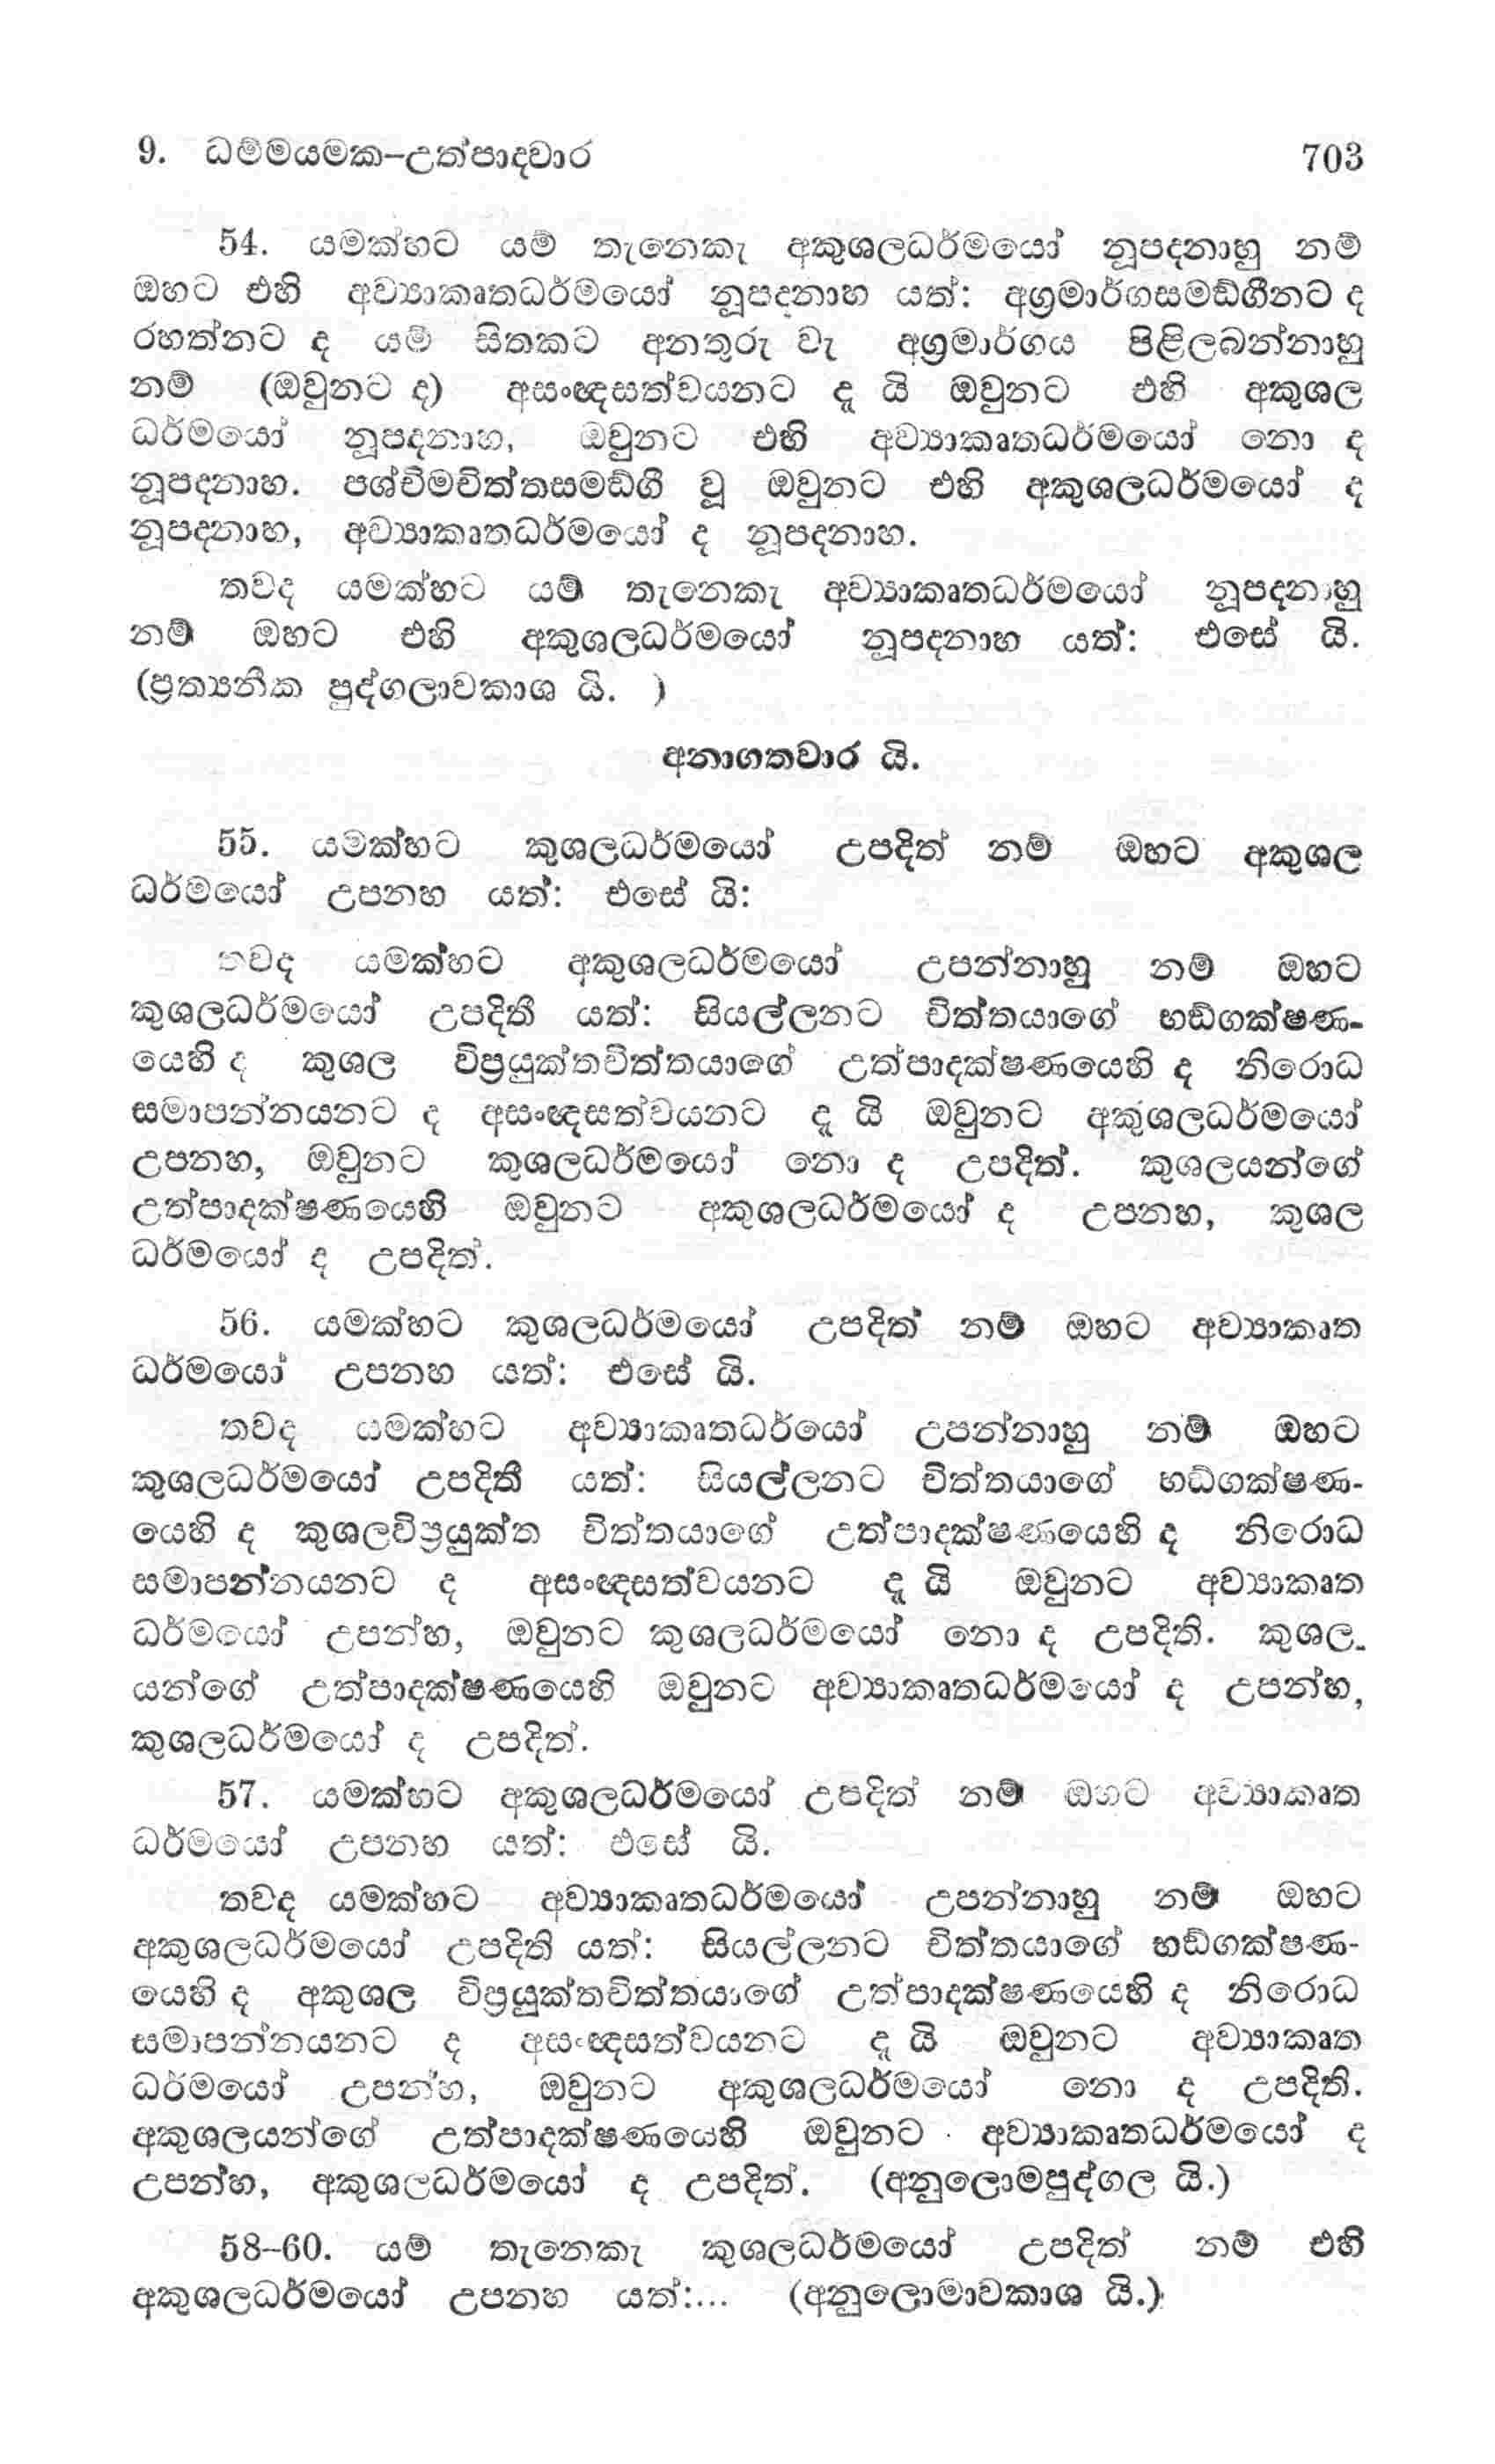 9. ධම්මයමක–උත්පාදවාර 703
54. යමක්හට යම් තැනෙකැ අකුශලධර්මයෝ නූපදනාහු නම්
ඔහට එහි අව්‍යාකෘතධර්මයෝ නූපදනාහ යත්: අග්‍රමාර්ගසමඞ්ගීනට ද
රහත්නට ද යම් සිතකට අනතුරු වැ අග්‍රමාර්ගය පිළිලබන්නාහු
නම් (ඔවුනට ද) අසංඥසත්වයනට දැ යි ඔවුනට එහි අකුශල
ධර්මයෝ නූපදනාහ, ඔවුනට එහි අව්‍යාකෘතධර්මයෝ නො ද
නූපදනාහ. පශ්චිමචිත්තසමඞ්ගී වූ ඔවුනට එහි අකුශලධර්මයෝ ද
නූපදනාහ, අව්‍යාකෘතධර්මයෝ ද නූපදනාහ.
තවද යමක්හට යම් තැනෙකැ අව්‍යාකෘතධර්මයෝ නූපදනාහු
නම් ඔහට එහි අකුශලධර්මයෝ නූපදනාහ යත්: එසේ යි.
(ප්‍රත්‍යනීක පුද්ගලාවකාශ යි. )
අනාගතවාර යි.
55. යමක්හට කුශලධර්මයෝ උපදිත් නම් ඔහට අකුශල
ධර්මයෝ උපනහ යත්: එසේ යි:
තවද යමක්හට අකුශලධර්මයෝ උපන්නාහු නම් ඔහට
කුශලධර්මයෝ උපදිතී යත්: සියල්ලනට චිත්තයාගේ භඞ්ගක්ෂණ-
යෙහි ද කුශල විප්‍රයුක්තචිත්තයාගේ උත්පාදක්ෂණයෙහි ද නිරොධ
සමාපන්නයනට ද අසංඥසත්වයනට දැ යි ඔවුනට අකුශලධර්මයෝ
උපනහ, ඔවුනට කුශලධර්මයෝ නො ද උපදිත්. කුශලයන්ගේ
උත්පාදක්ෂණයෙහි ඔවුනට අකුශලධර්මයෝ ද උපනහ, කුශල
ධර්මයෝ ද උපදිත්.
56. යමක්හට කුශලධර්මයෝ උපදිත් නම් ඔහට අව්‍යාකෘත
ධර්මයෝ උපනහ යත්: එසේ යි.
තවද යමක්හට අව්‍යාකෘතධර්යෝ උපන්නාහු නම් ඔහට
කුශලධර්මයෝ උපදිතී යත්: සියල්ලනට චිත්තයාගේ භඞ්ගක්ෂණ-
යෙහි ද කුශලවිප්‍රයුක්ත චිත්තයාගේ උත්පාදක්ෂණයෙහි ද නිරොධ
සමාපන්නයනට ද අසංඥසත්වයනට දැ යි ඔවුනට අව්‍යාකෘත
ධර්මයෝ උපන්හ, ඔවුනට කුශලධර්මයෝ නො ද උපදිති. කුශල-
යන්ගේ උත්පාදක්ෂණයෙහි ඔවුනට අව්‍යාකෘතධර්මයෝ ද උපන්හ,
කුශලධර්මයෝ ද උපදිත්.
57. යමක්හට අකුශලධර්මයෝ උපදිත් නම් ඔහට අව්‍යාකෘත
ධර්මයෝ උපනහ යත්: එසේ යි.
තවද යමක්හට අව්‍යාකෘතධර්මයෝ උපන්නාහු නම් ඔහට
අකුශලධර්මයෝ උපදිති යත්: සියල්ලනට චිත්තයාගේ භඞ්ගක්ෂණ-
යෙහි ද අකුශල විප්‍රයුක්තචිත්තයාගේ උත්පාදක්ෂණයෙහි ද නිරොධ
සමාපන්නයනට ද අසංඥසත්වයනට දැ යි ඔවුනට අව්‍යාකෘත
ධර්මයෝ උපන්හ, ඔවුනට අකුශලධර්මයෝ නො ද උපදිති.
අකුශලයන්ගේ උත්පාදක්ෂණයෙහි ඔවුනට අව්‍යාකෘතධර්මයෝ ද
උපන්හ, අකුශලධර්මයෝ ද උපදිත්. (අනුලොමපුද්ගල යි.)
58–60. යම් තැනෙකැ කුශලධර්මයෝ උපදිත් නම් එහි
අකුශලධර්මයෝ උපනහ යත්:... (අනුලොමාවකාශ යි.)